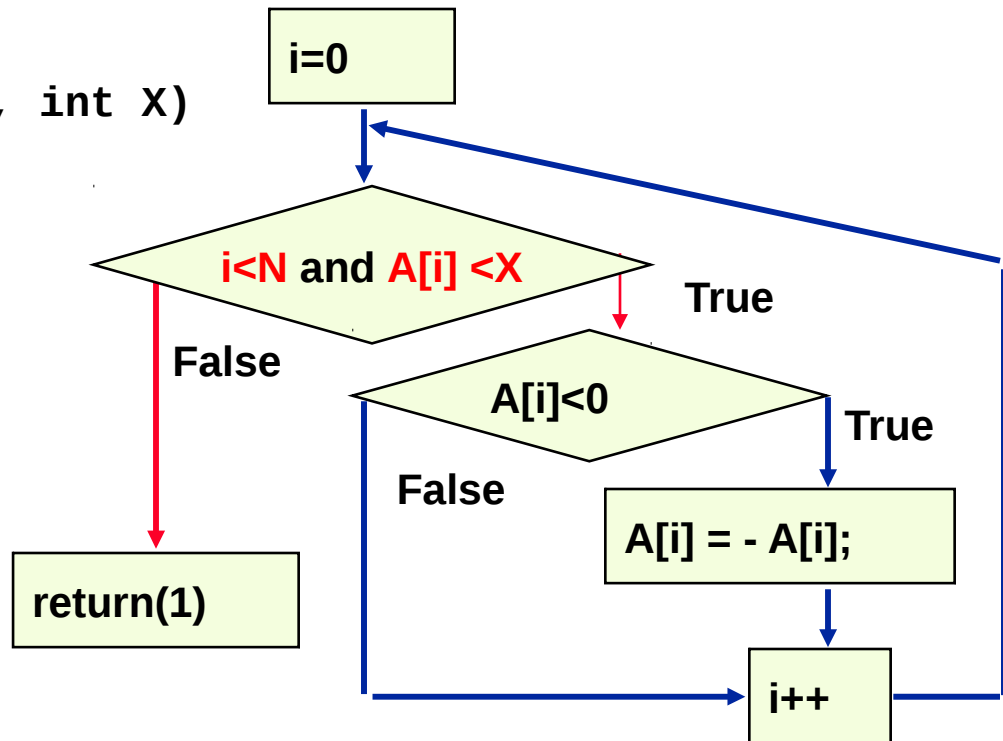 i=0
, int X)
i<N and A[i] <X
True
False
A[i]<0
True
False
A[i] = - A[i];
return(1)
i++